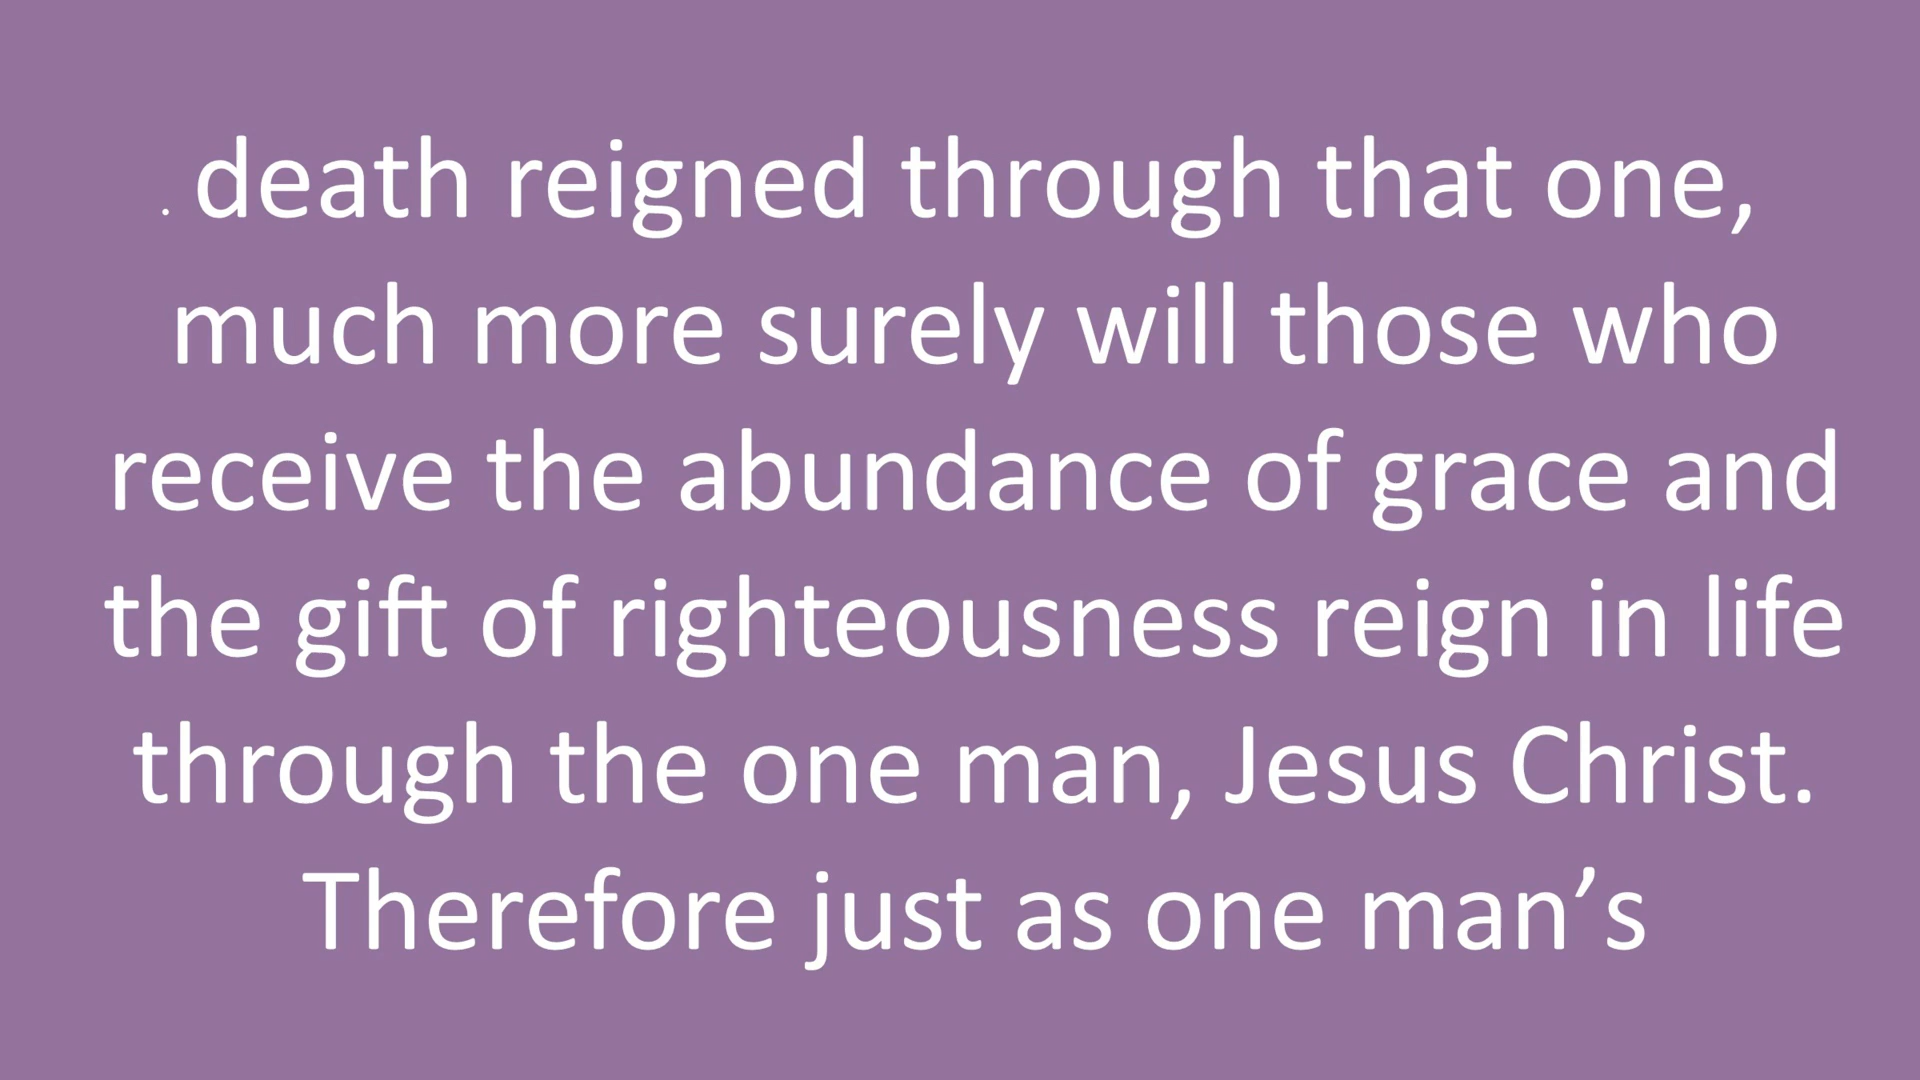 . death reigned through that one,
much more surely will those who
receive the abundance of grace and
the gift of righteousness reign in life
through the one man, Jesus Christ.
Therefore just as one man’s